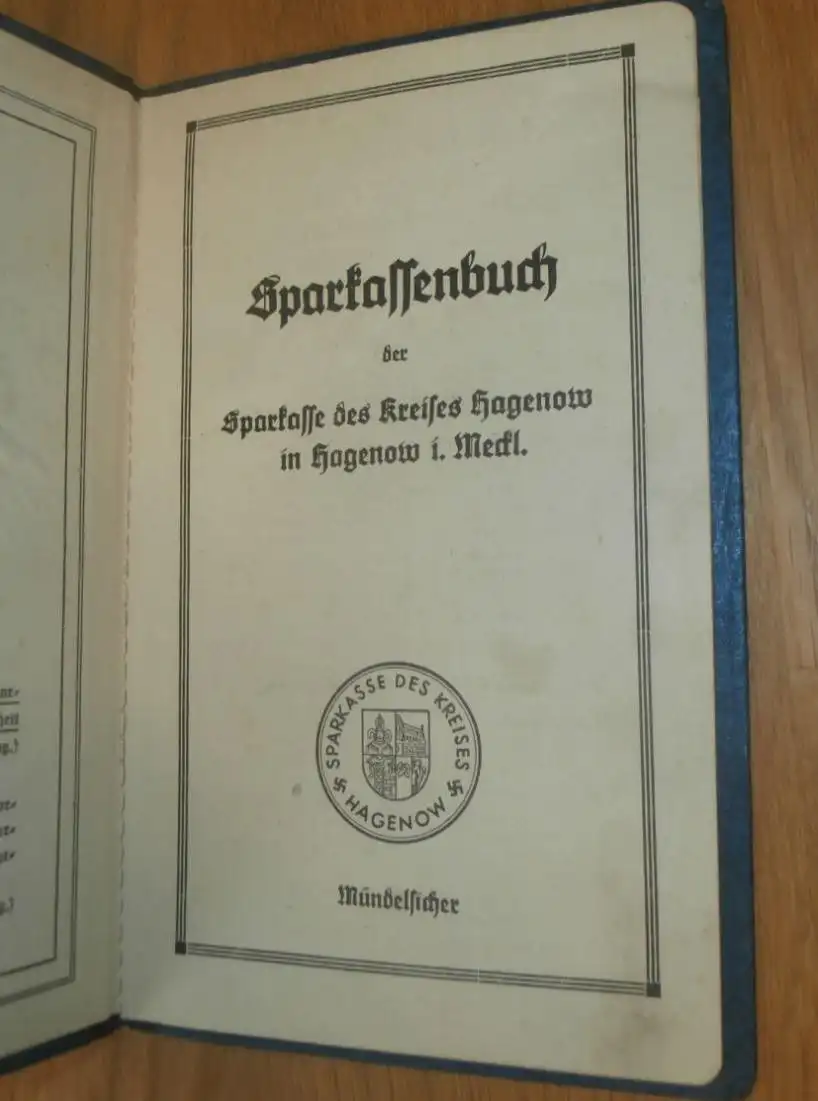 Sparkassenbuch
der
Sparkasse des Kreises Hagenow
in Hagenow i. Meckl.
SPARKASSE DES KREISES
HAGENOW
Mündelsicher